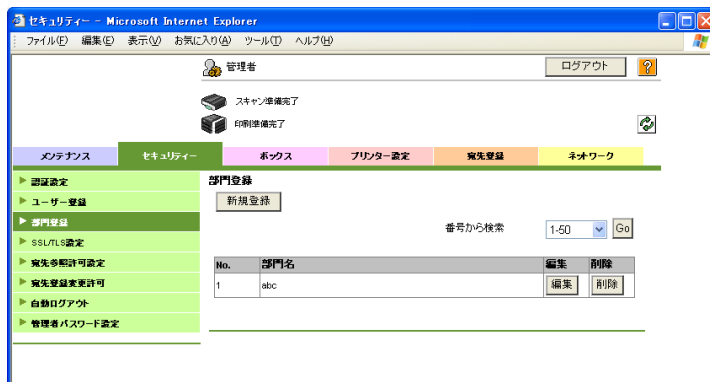 セキュリティー - Microsoft Internet Explorer
ファイル(F) 編集(E) 表示(V) お気に入り(A) ツール(T) ヘルプ(H)
管理者 ログアウト ?
スキャン準備完了
印刷準備完了
メンテナンス セキュリティー ボックス プリンター設定 宛先登録 ネットワーク
認証設定
ユーザー登録
部門登録
SSL/TLS設定
宛先参照許可設定
宛先登録変更許可
自動ログアウト
管理者パスワード設定
部門登録
新規登録
番号から検索 1-50 Go
No. 部門名 編集 削除
1 abc 編集 削除